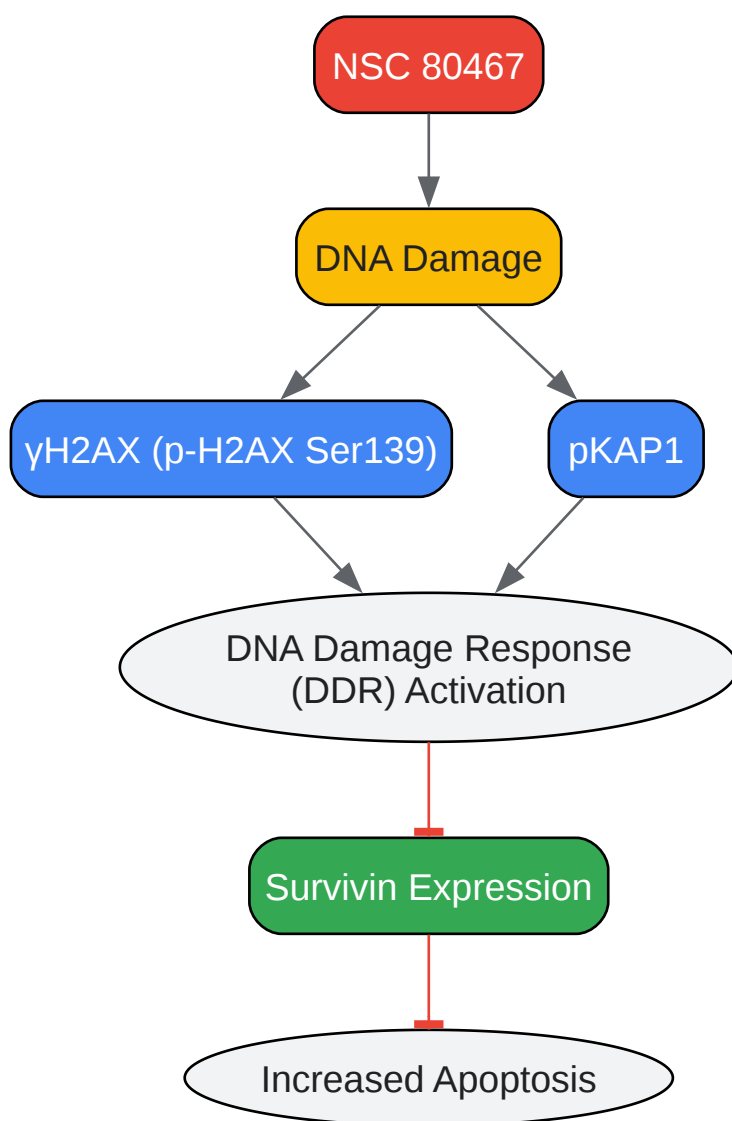 NSC 80467
DNA Damage
γH2AX (p-H2AX Ser139)
pKAP1
DNA Damage Response
(DDR) Activation
Survivin Expression
Increased Apoptosis